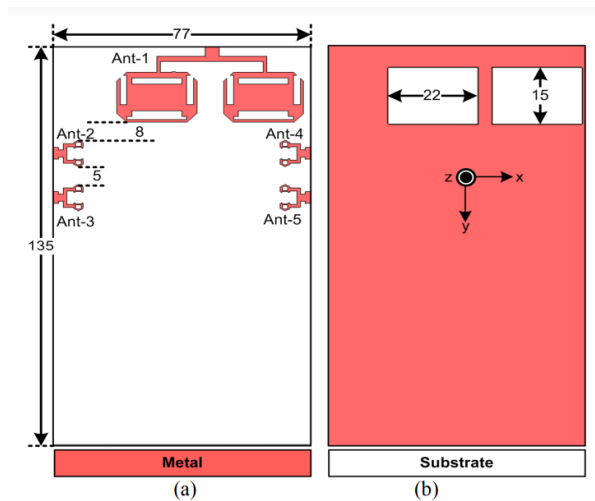 77
Ant-1
22
15
Ant-2
8
Ant-4
5
Ant-3
Ant-5
z
x
y
135
Metal
Substrate
(a)
(b)